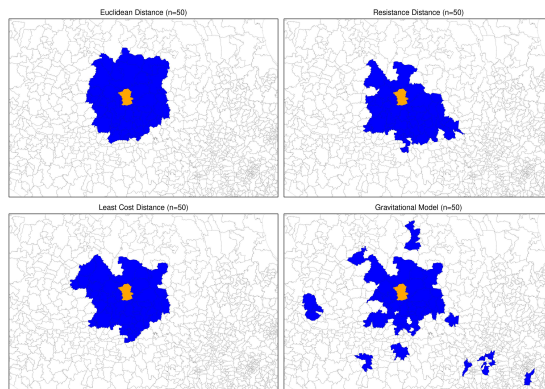 Euclidean Distance (n=50)
Resistance Distance (n=50)
Least Cost Distance (n=50)
Gravitational Model (n=50)